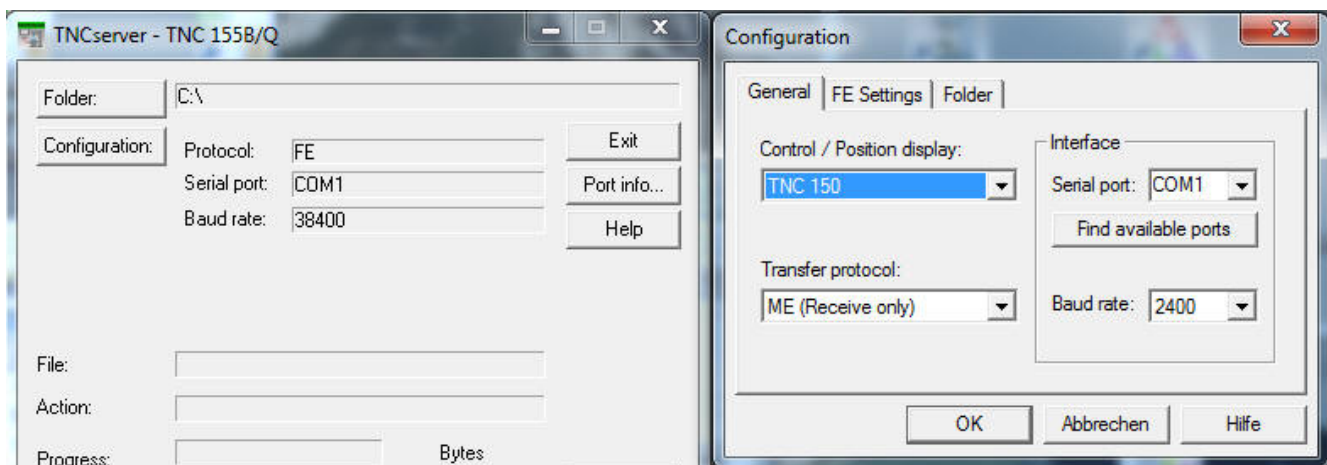 TNCserver - TNC 155B/Q
Folder: C:\
Configuration: Protocol: FE Exit
Serial port: COM1 Port info...
Baud rate: 38400 Help
File:
Action:
Progress: Bytes
Configuration
General FE Settings Folder
Control / Position display:
TNC 150
Transfer protocol:
ME (Receive only)
Interface
Serial port: COM1
Find available ports
Baud rate: 2400
OK Abbrechen Hilfe